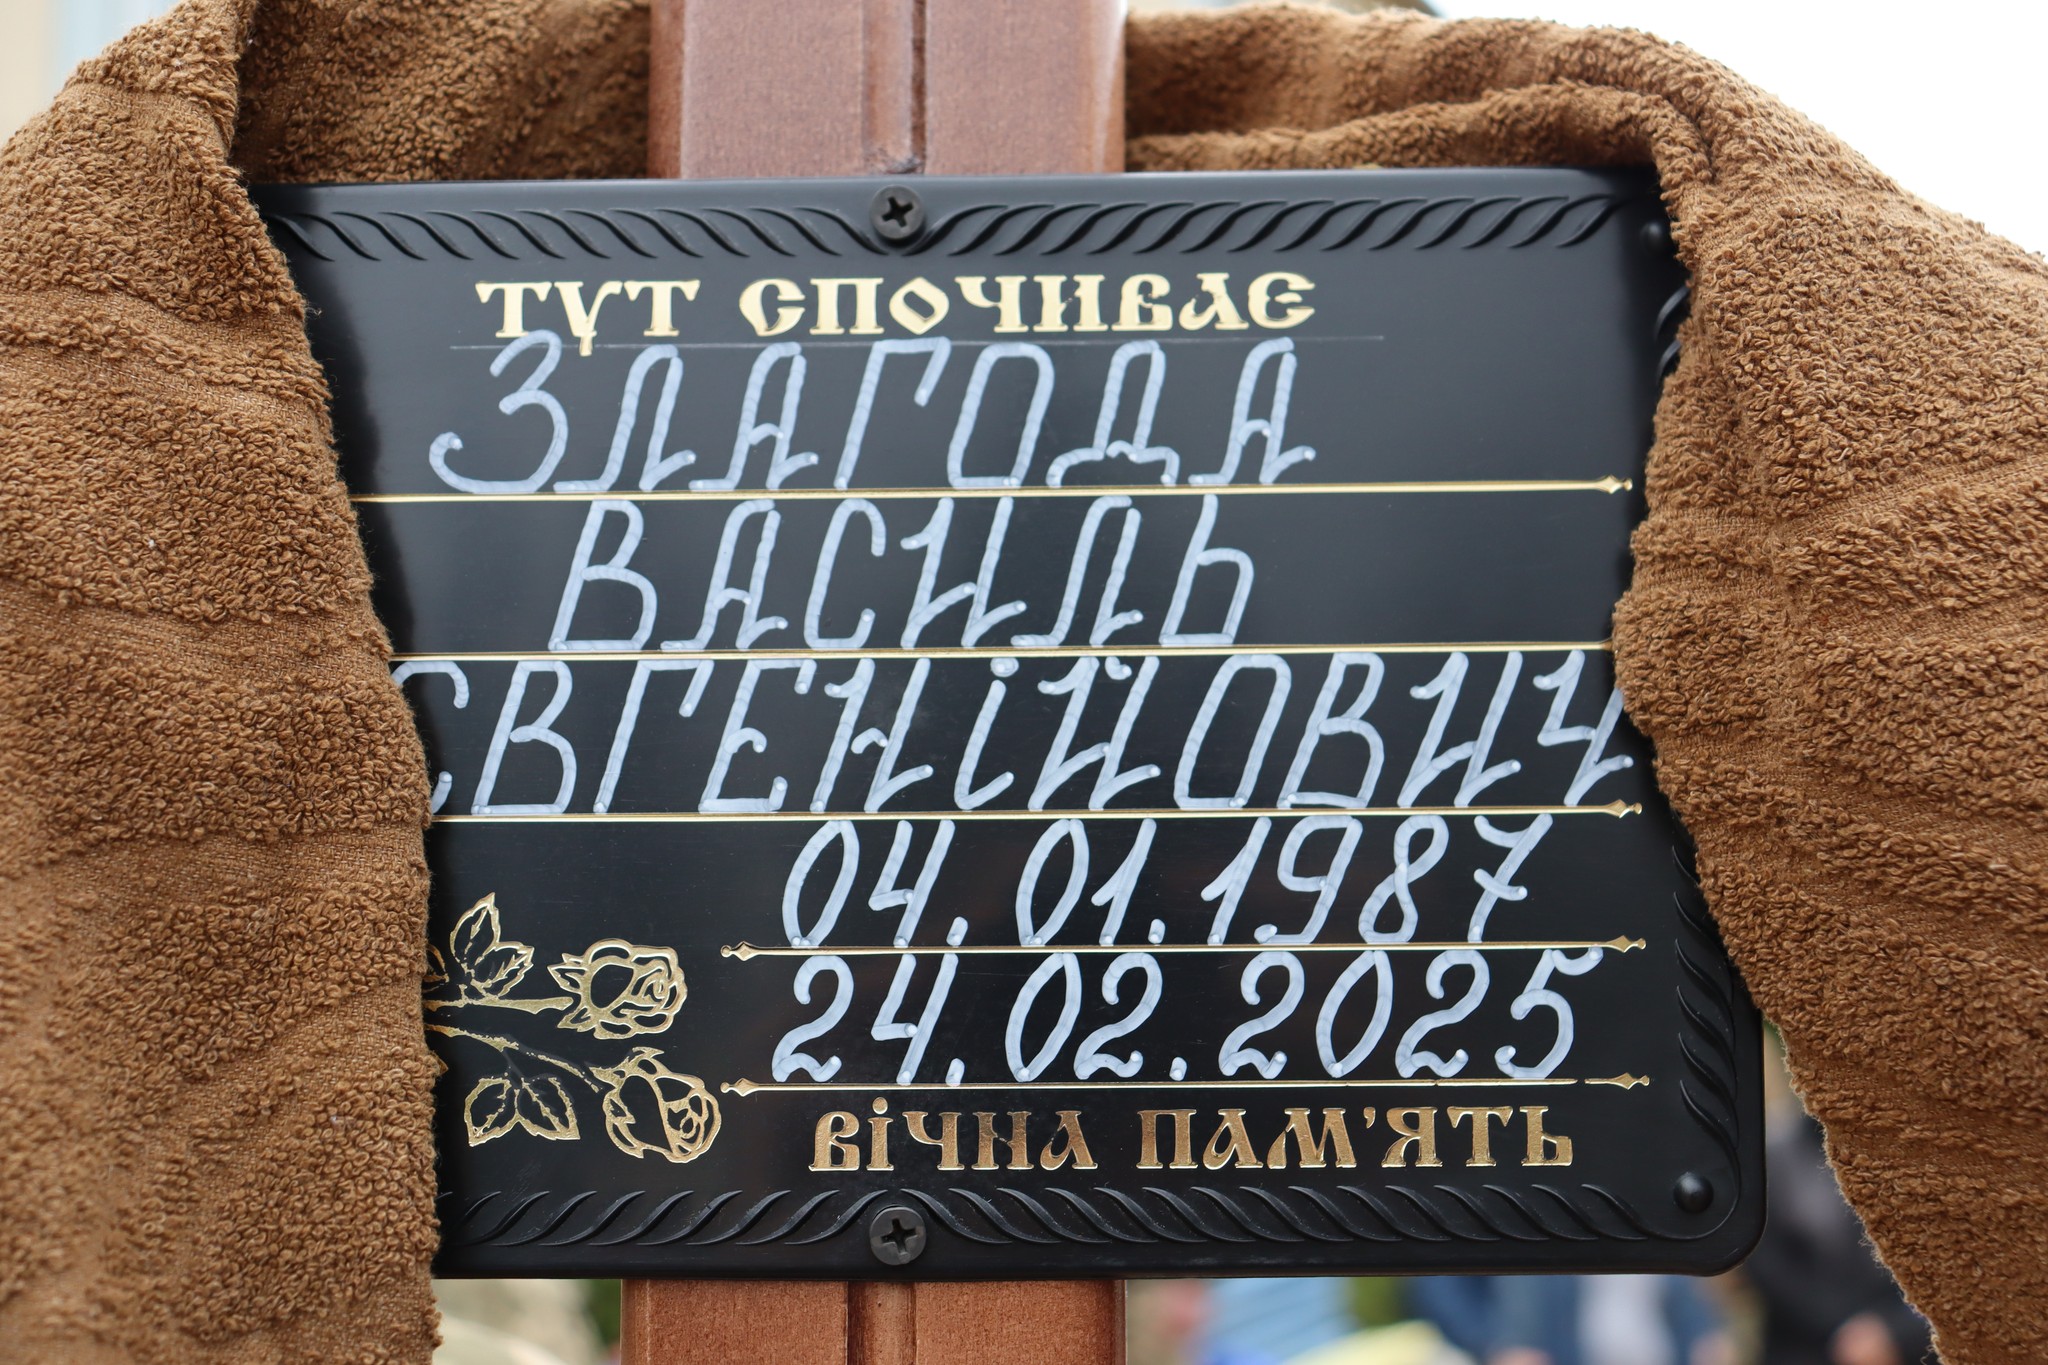 ТУТ СПОЧИВАЄ
ЗЛАГОДА
ВАСИЛЬ
ЄВГЕНІЙОВИЧ
04.01.1987
24.02.2025
ВІЧНА ПАМ'ЯТЬ